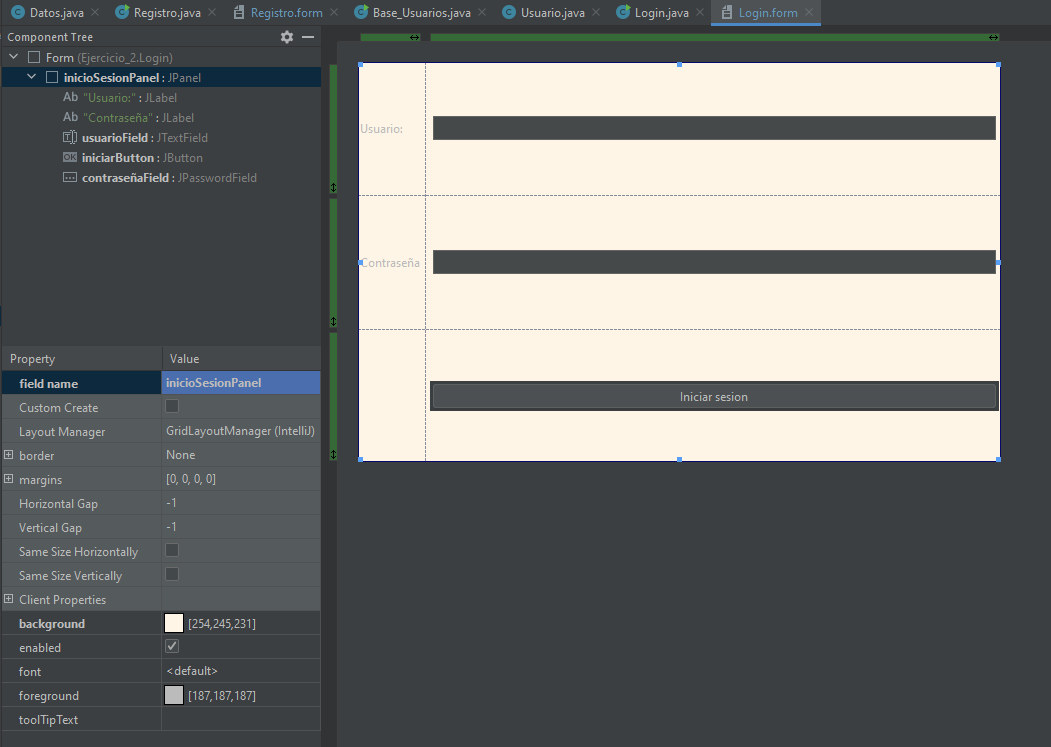 Datos.java Registro.java Registro.form Base_Usuarios.java Usuario.java Login.java Login.form
Component Tree
Form (Ejercicio_2.Login)
inicioSesionPanel : JPanel
Ab "Usuario:" : JLabel
Ab "Contraseña" : JLabel
usuarioField : JTextField
OK iniciarButton : JButton
contraseñaField : JPasswordField
Property Value
field name inicioSesionPanel
Custom Create
Layout Manager GridLayoutManager (IntelliJ)
border None
margins [0, 0, 0, 0]
Horizontal Gap -1
Vertical Gap -1
Same Size Horizontally
Same Size Vertically
Client Properties
background [254,245,231]
enabled
font <default>
foreground [187,187,187]
toolTipText
Usuario:
Contraseña
Iniciar sesion